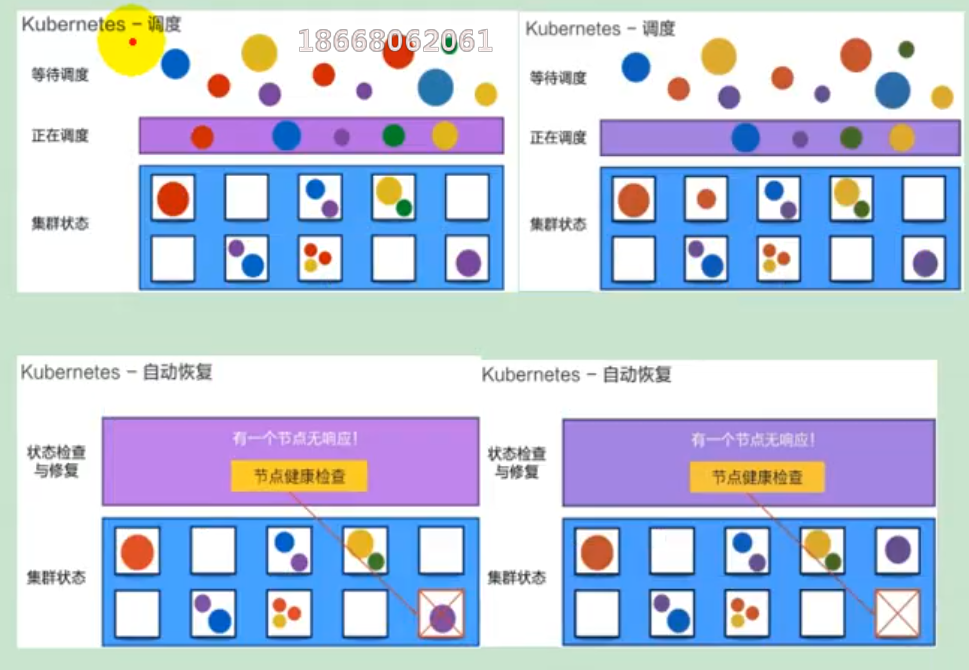 Kubernetes – 调度
18668062061
等待调度
正在调度
集群状态
Kubernetes – 调度
等待调度
正在调度
集群状态
Kubernetes – 自动恢复
状态检查
与修复
有一个节点无响应!
节点健康检查
集群状态
Kubernetes – 自动恢复
状态检查
与修复
有一个节点无响应!
节点健康检查
集群状态